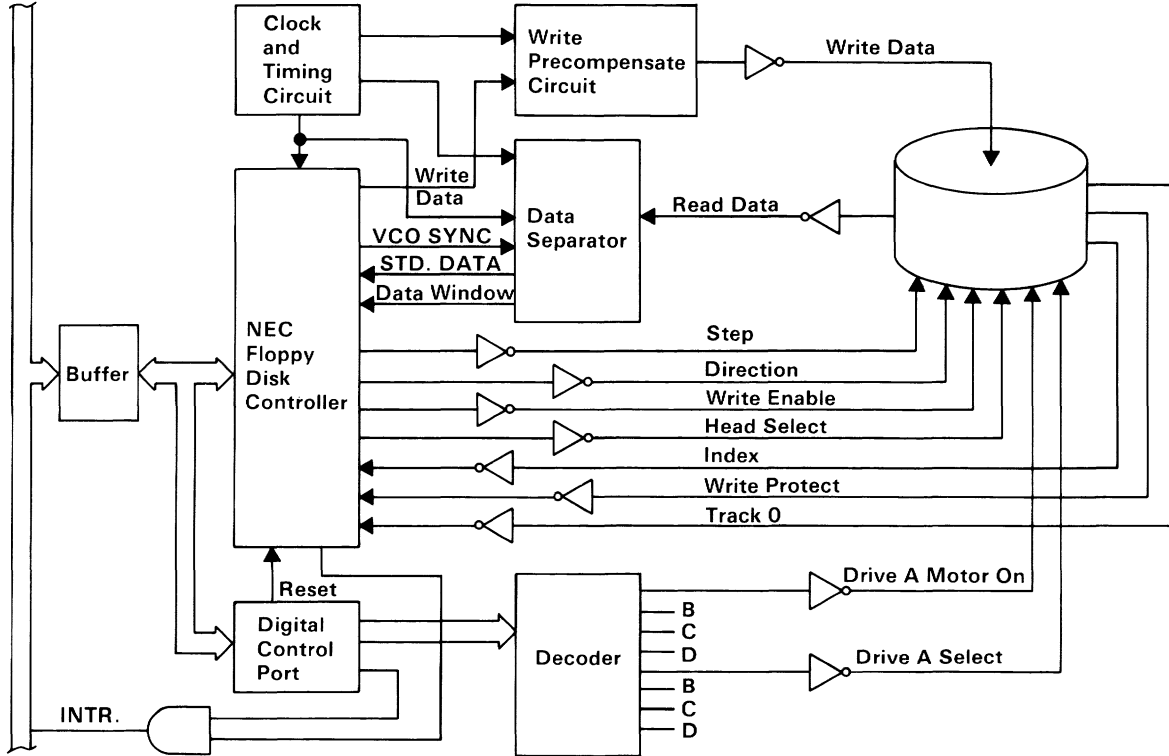 Clock
and
Timing
Circuit
Write
Precompensate
Circuit
Write Data
Write
Data
Data
Separator
Read Data
VCO SYNC
STD. DATA
Data Window
NEC
Floppy
Disk
Controller
Buffer
Step
Direction
Write Enable
Head Select
Index
Write Protect
Track 0
Reset
Digital
Control
Port
Decoder
Drive A Motor On
B
C
D
Drive A Select
B
C
D
INTR.